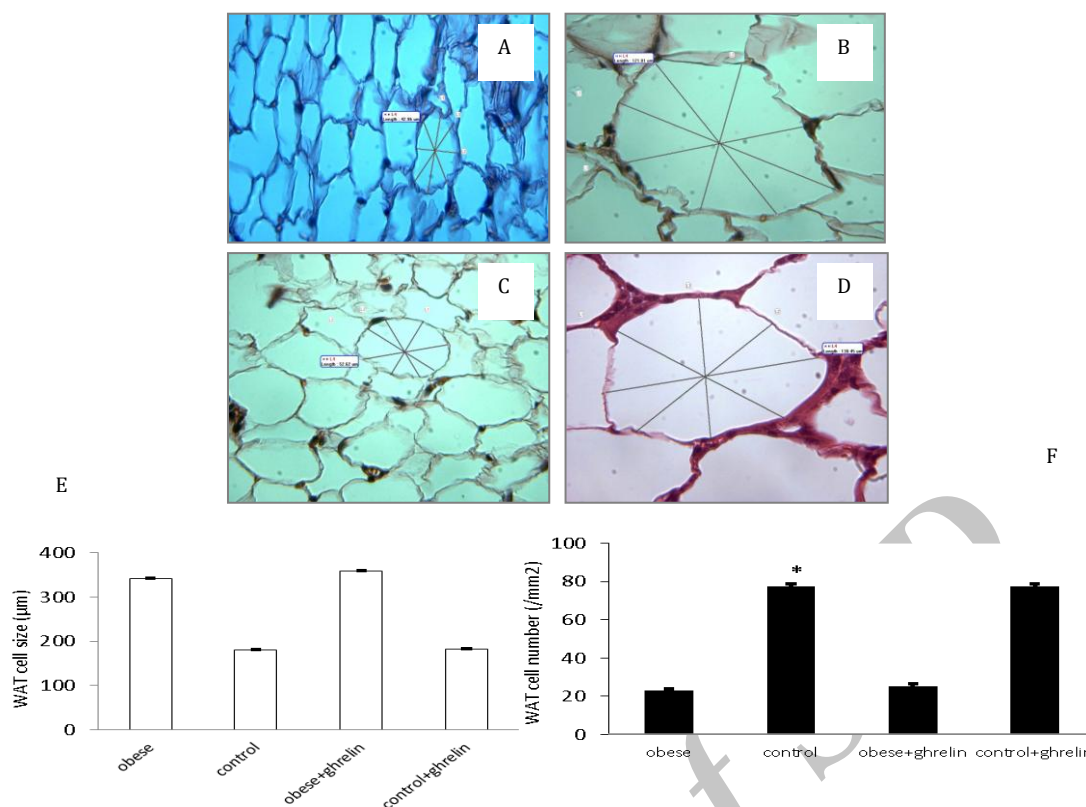 A
B
C
D
E
F
WAT cell size (µm)
400
300
200
100
0
obese
control
obese+ghrelin
control+ghrelin
WAT cell number (/mm2)
100
80
60
40
20
0
*
obese
control
obese+ghrelin
control+ghrelin